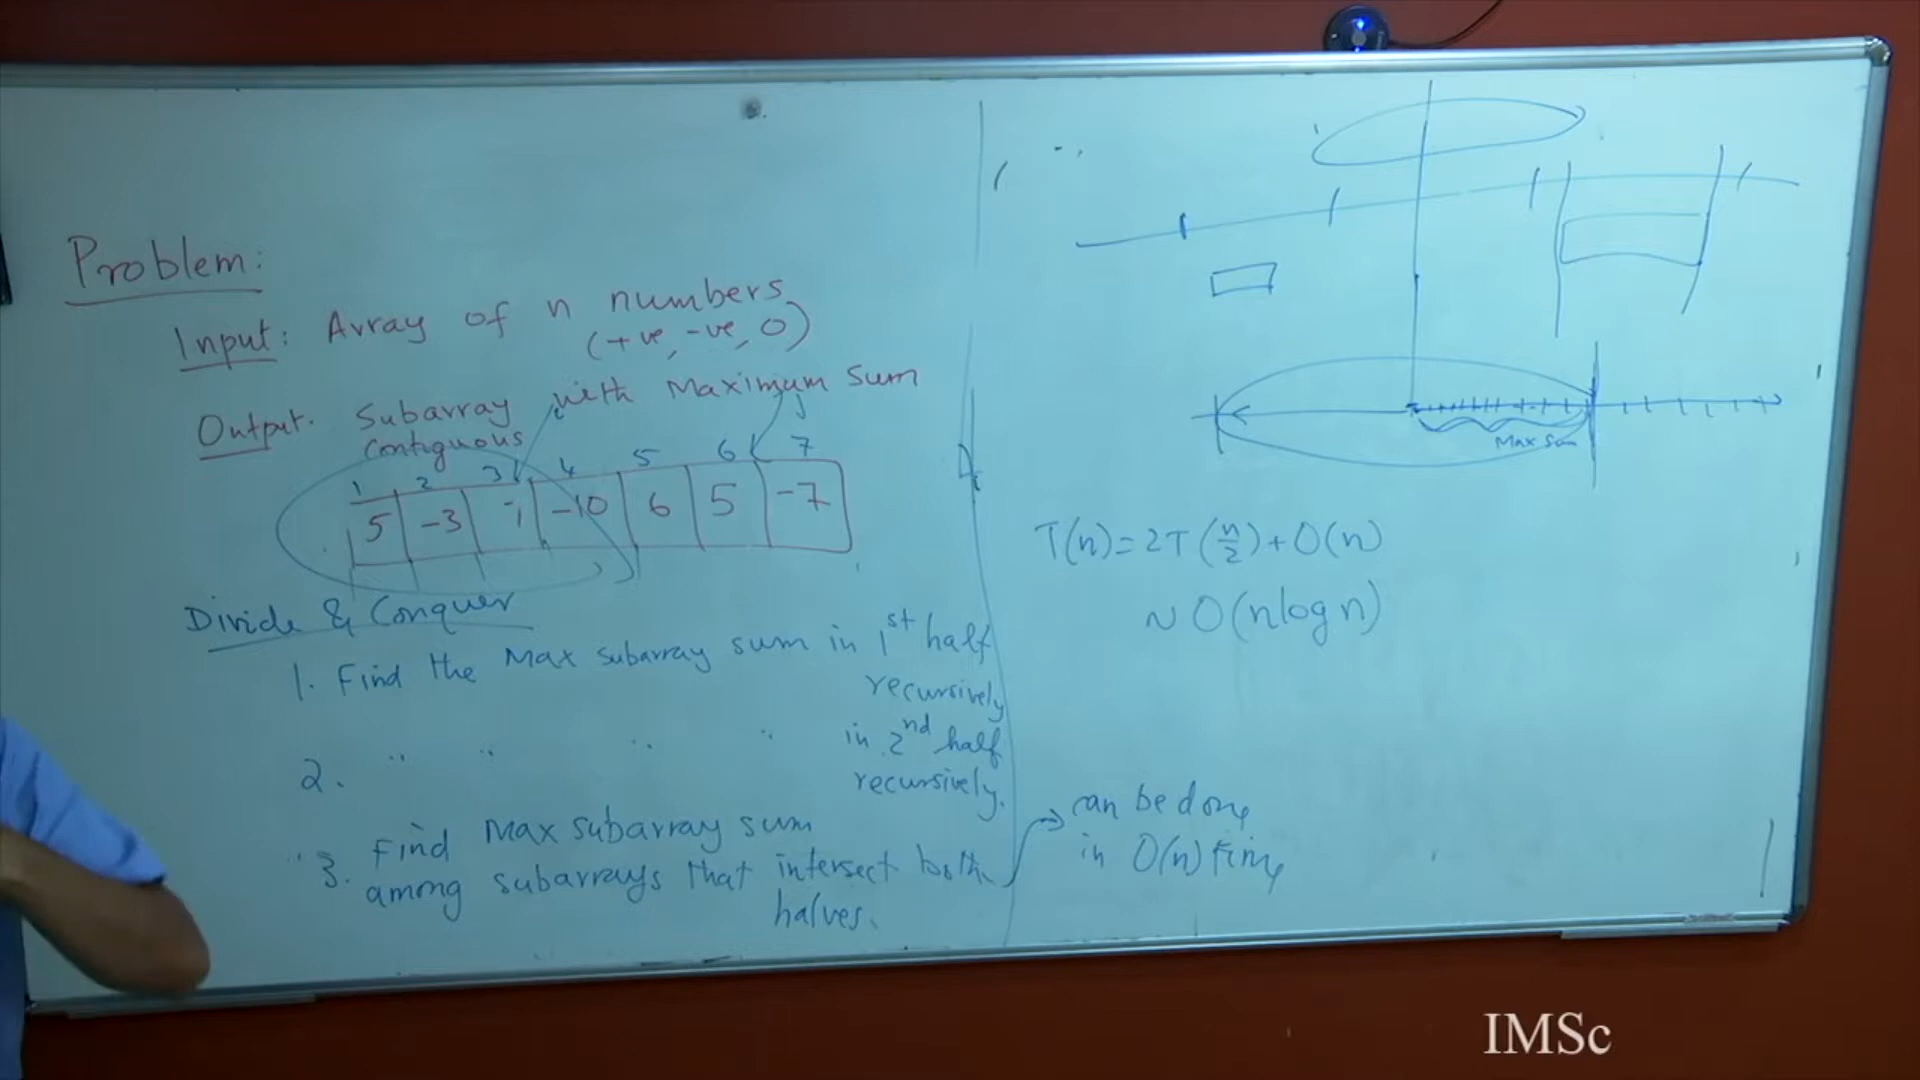 Problem:
Input: Array of n numbers
(+ve, -ve, 0)
Output. Subarray with Maximum Sum
Contiguous
i j
1 2 3 4 5 6 7
5 -3 -1 -10 6 5 -7
Divide & Conquer
1. Find the Max subarray sum in 1st half
recursively
2. " " " " in 2nd half
recursively.
3. Find Max subarray sum
among subarrays that intersect both
halves.
Max Sum
T(n) = 2T(n/2) + O(n)
~ O(n log n)
can be done
in O(n) time
IMSc